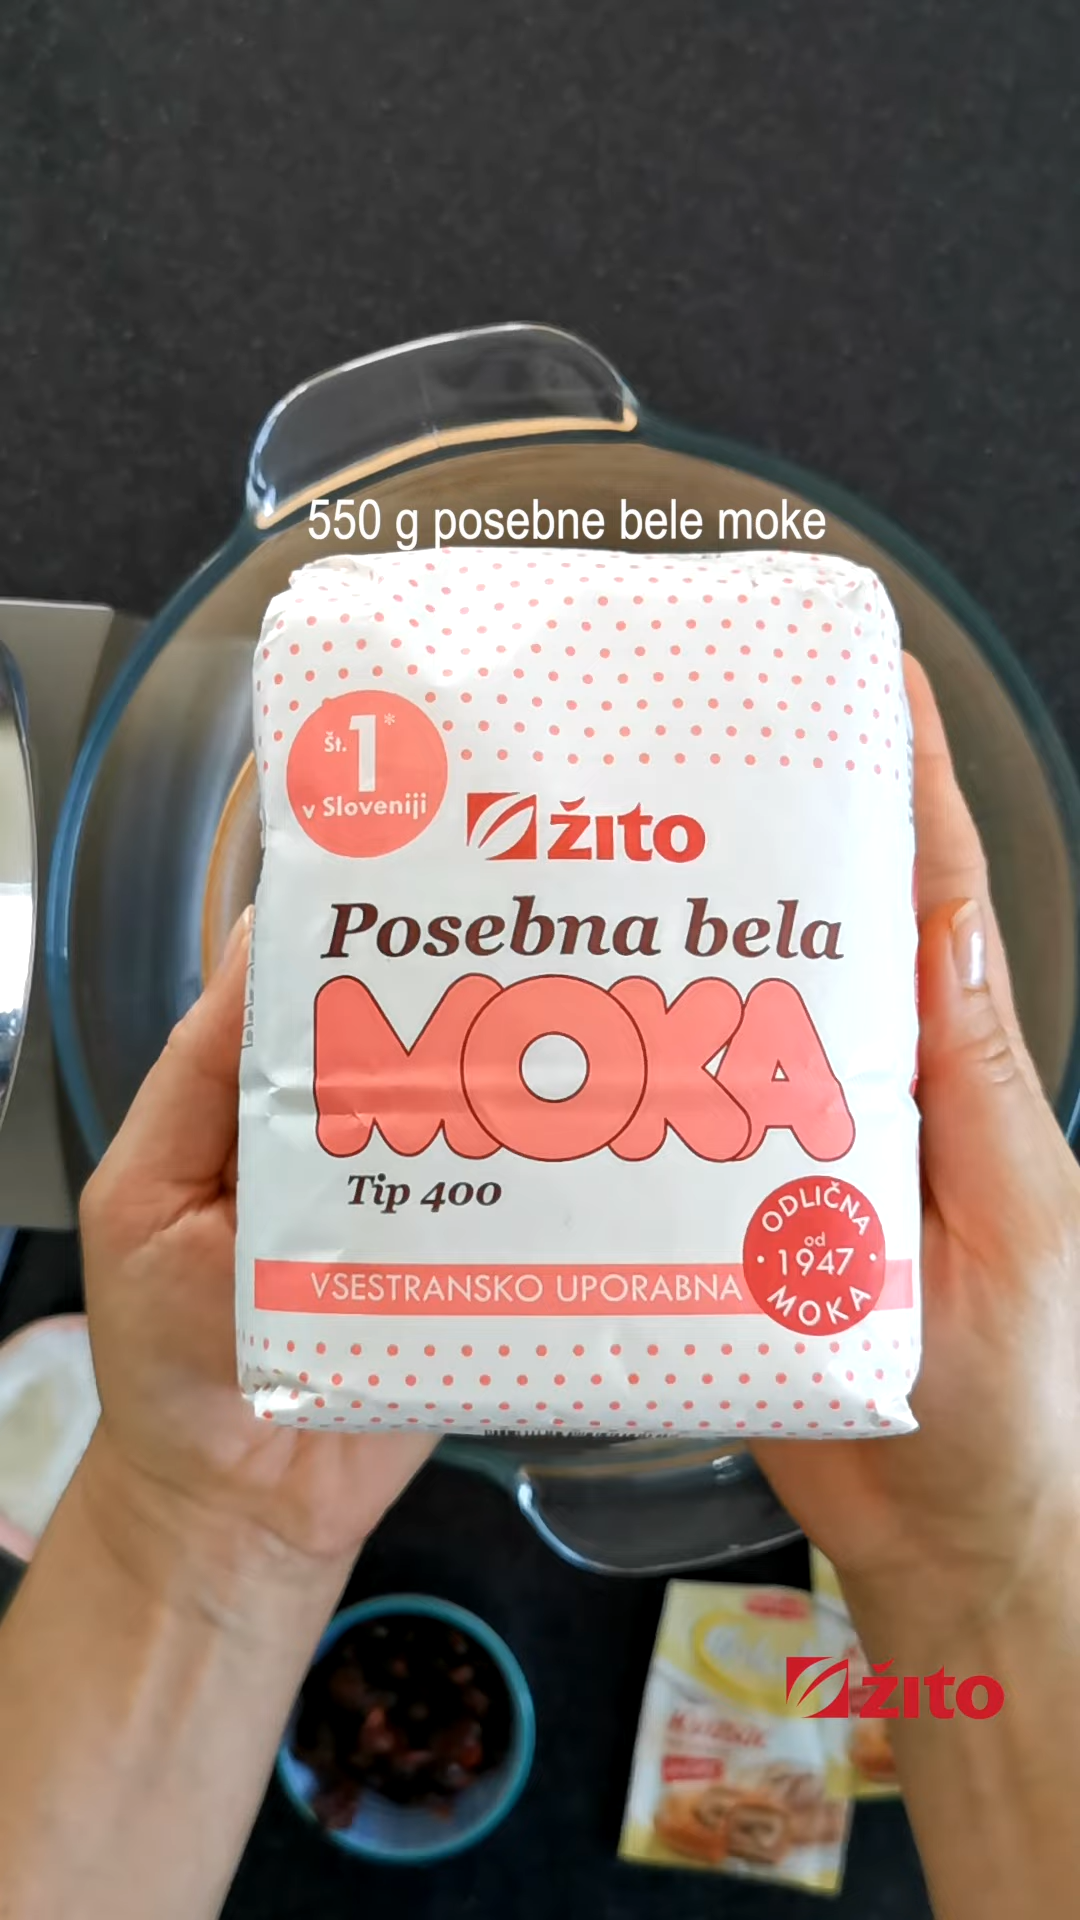 550 g posebne bele moke
Št. 1*
v Sloveniji
žito
Posebna bela
MOKA
Tip 400
ODLIČNA
od
1947
MOKA
VSESTRANSKO UPORABNA
žito
Kvasac